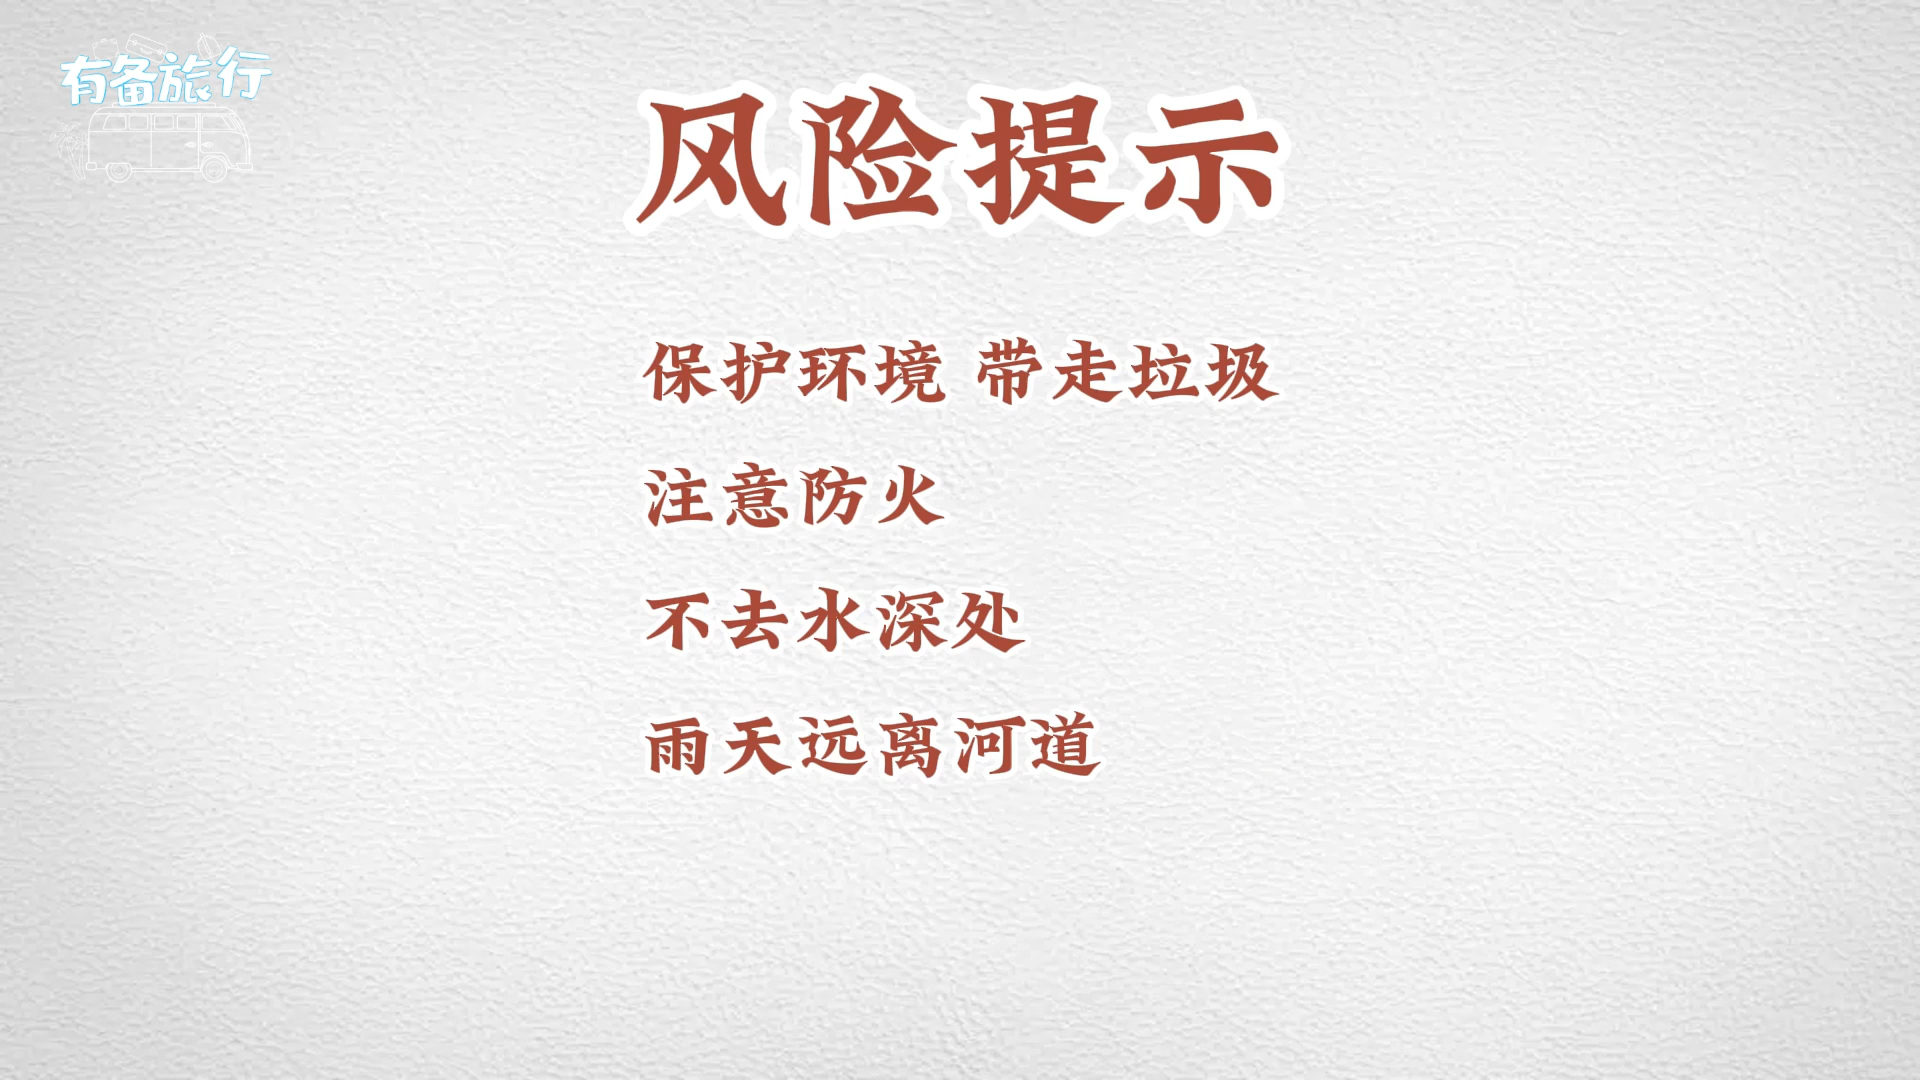 有备旅行
风险提示
保护环境 带走垃圾
注意防火
不去水深处
雨天远离河道